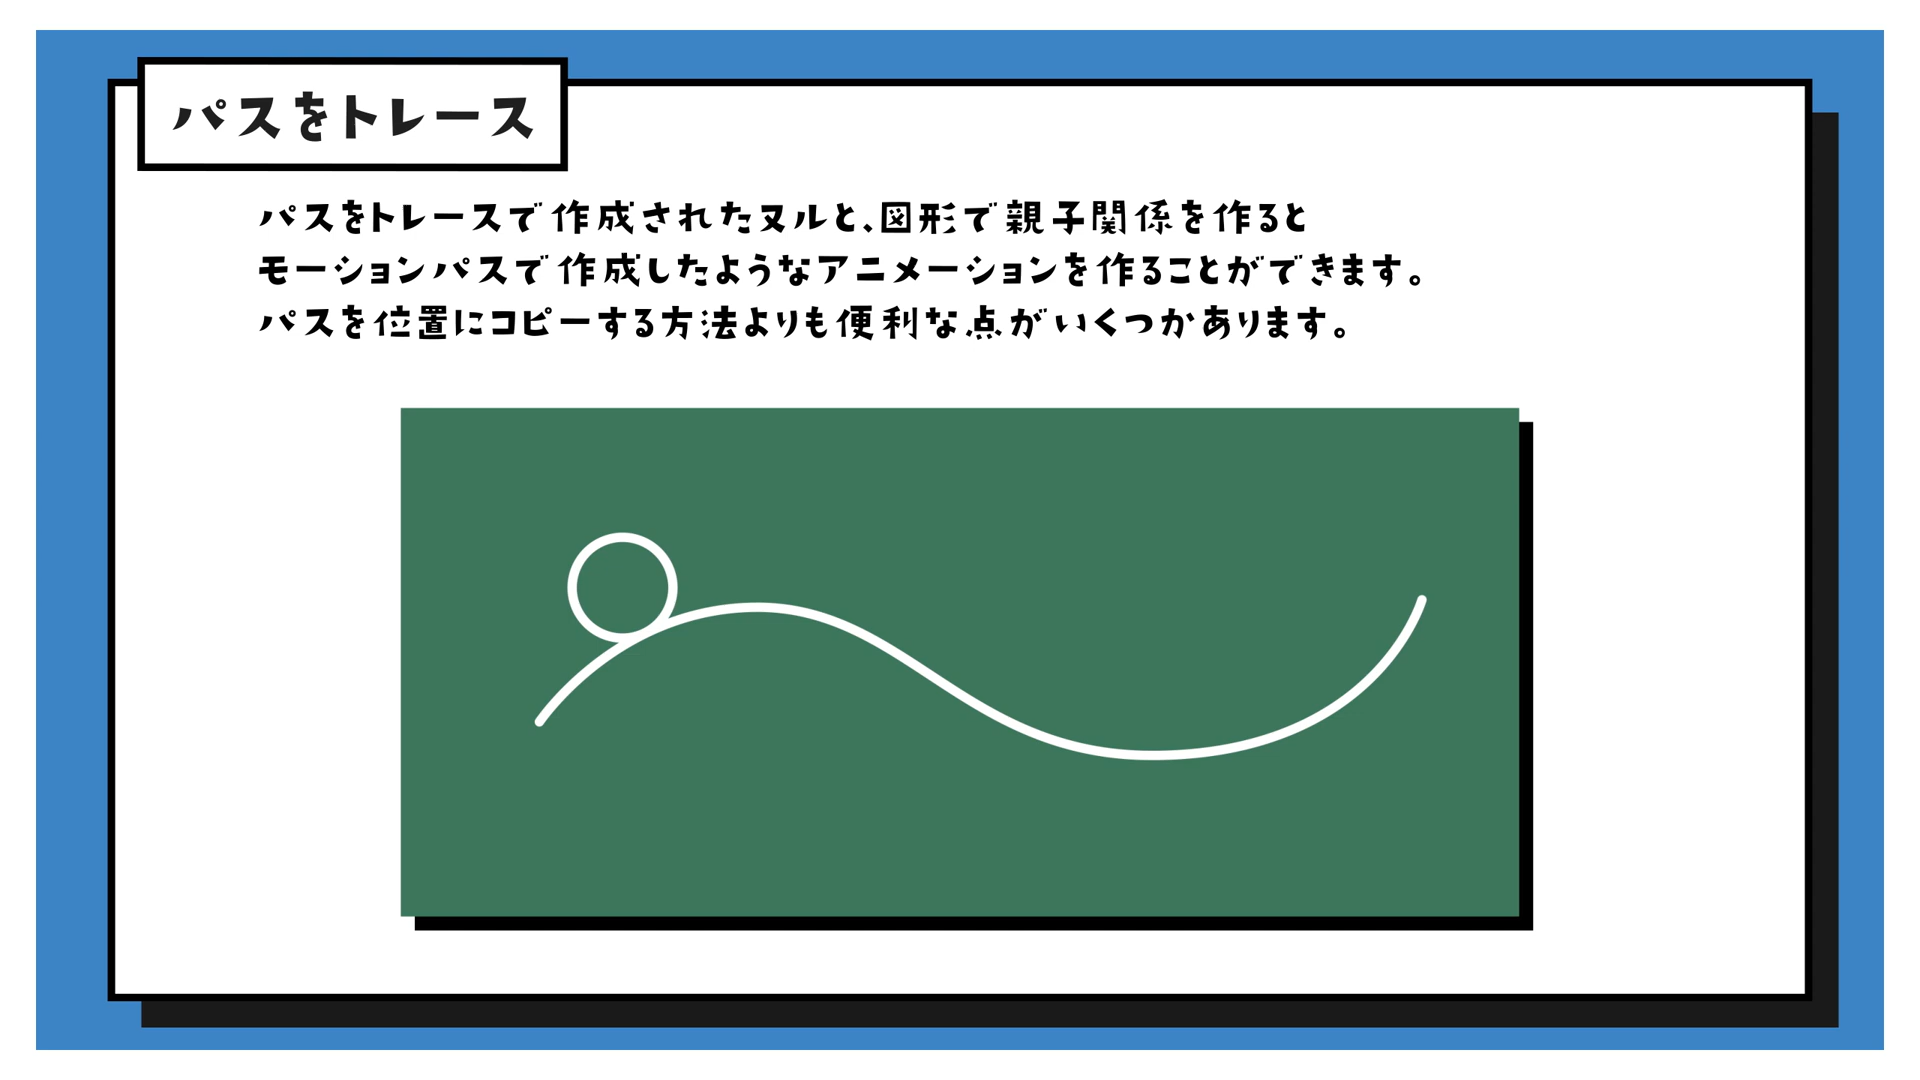 パスをトレース
パスをトレースで作成されたヌルと、図形で親子関係を作ると
モーションパスで作成したようなアニメーションを作ることができます。
パスを位置にコピーする方法よりも便利な点がいくつかあります。